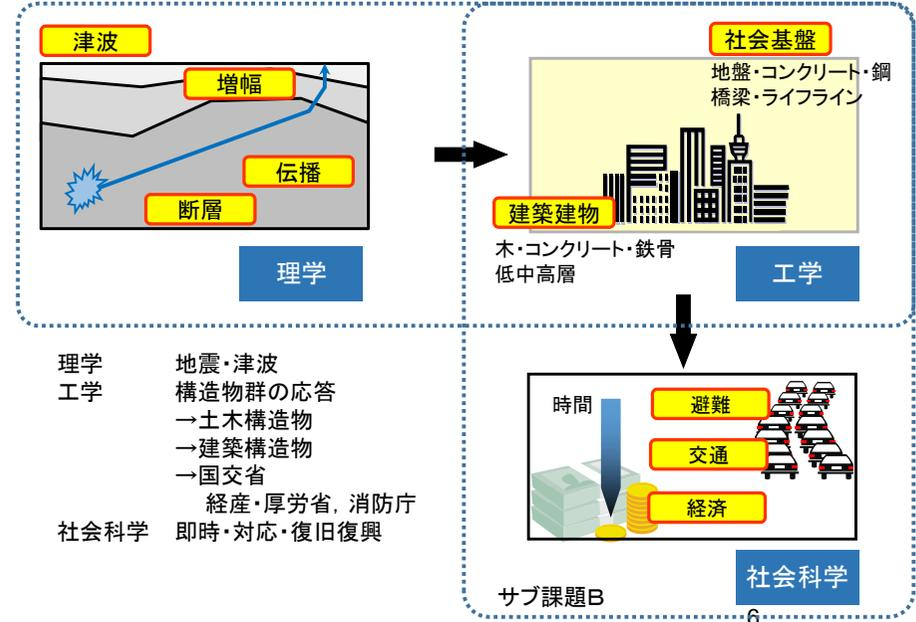 津波
増幅
伝播
断層
理学
社会基盤
地盤・コンクリート・鋼
橋梁・ライフライン
建築建物
木・コンクリート・鉄骨
低中高層
工学
理学 地震・津波
工学 構造物群の応答
→土木構造物
→建築構造物
→国交省
経産・厚労省，消防庁
社会科学 即時・対応・復旧復興
時間
避難
交通
経済
社会科学
サブ課題B
6